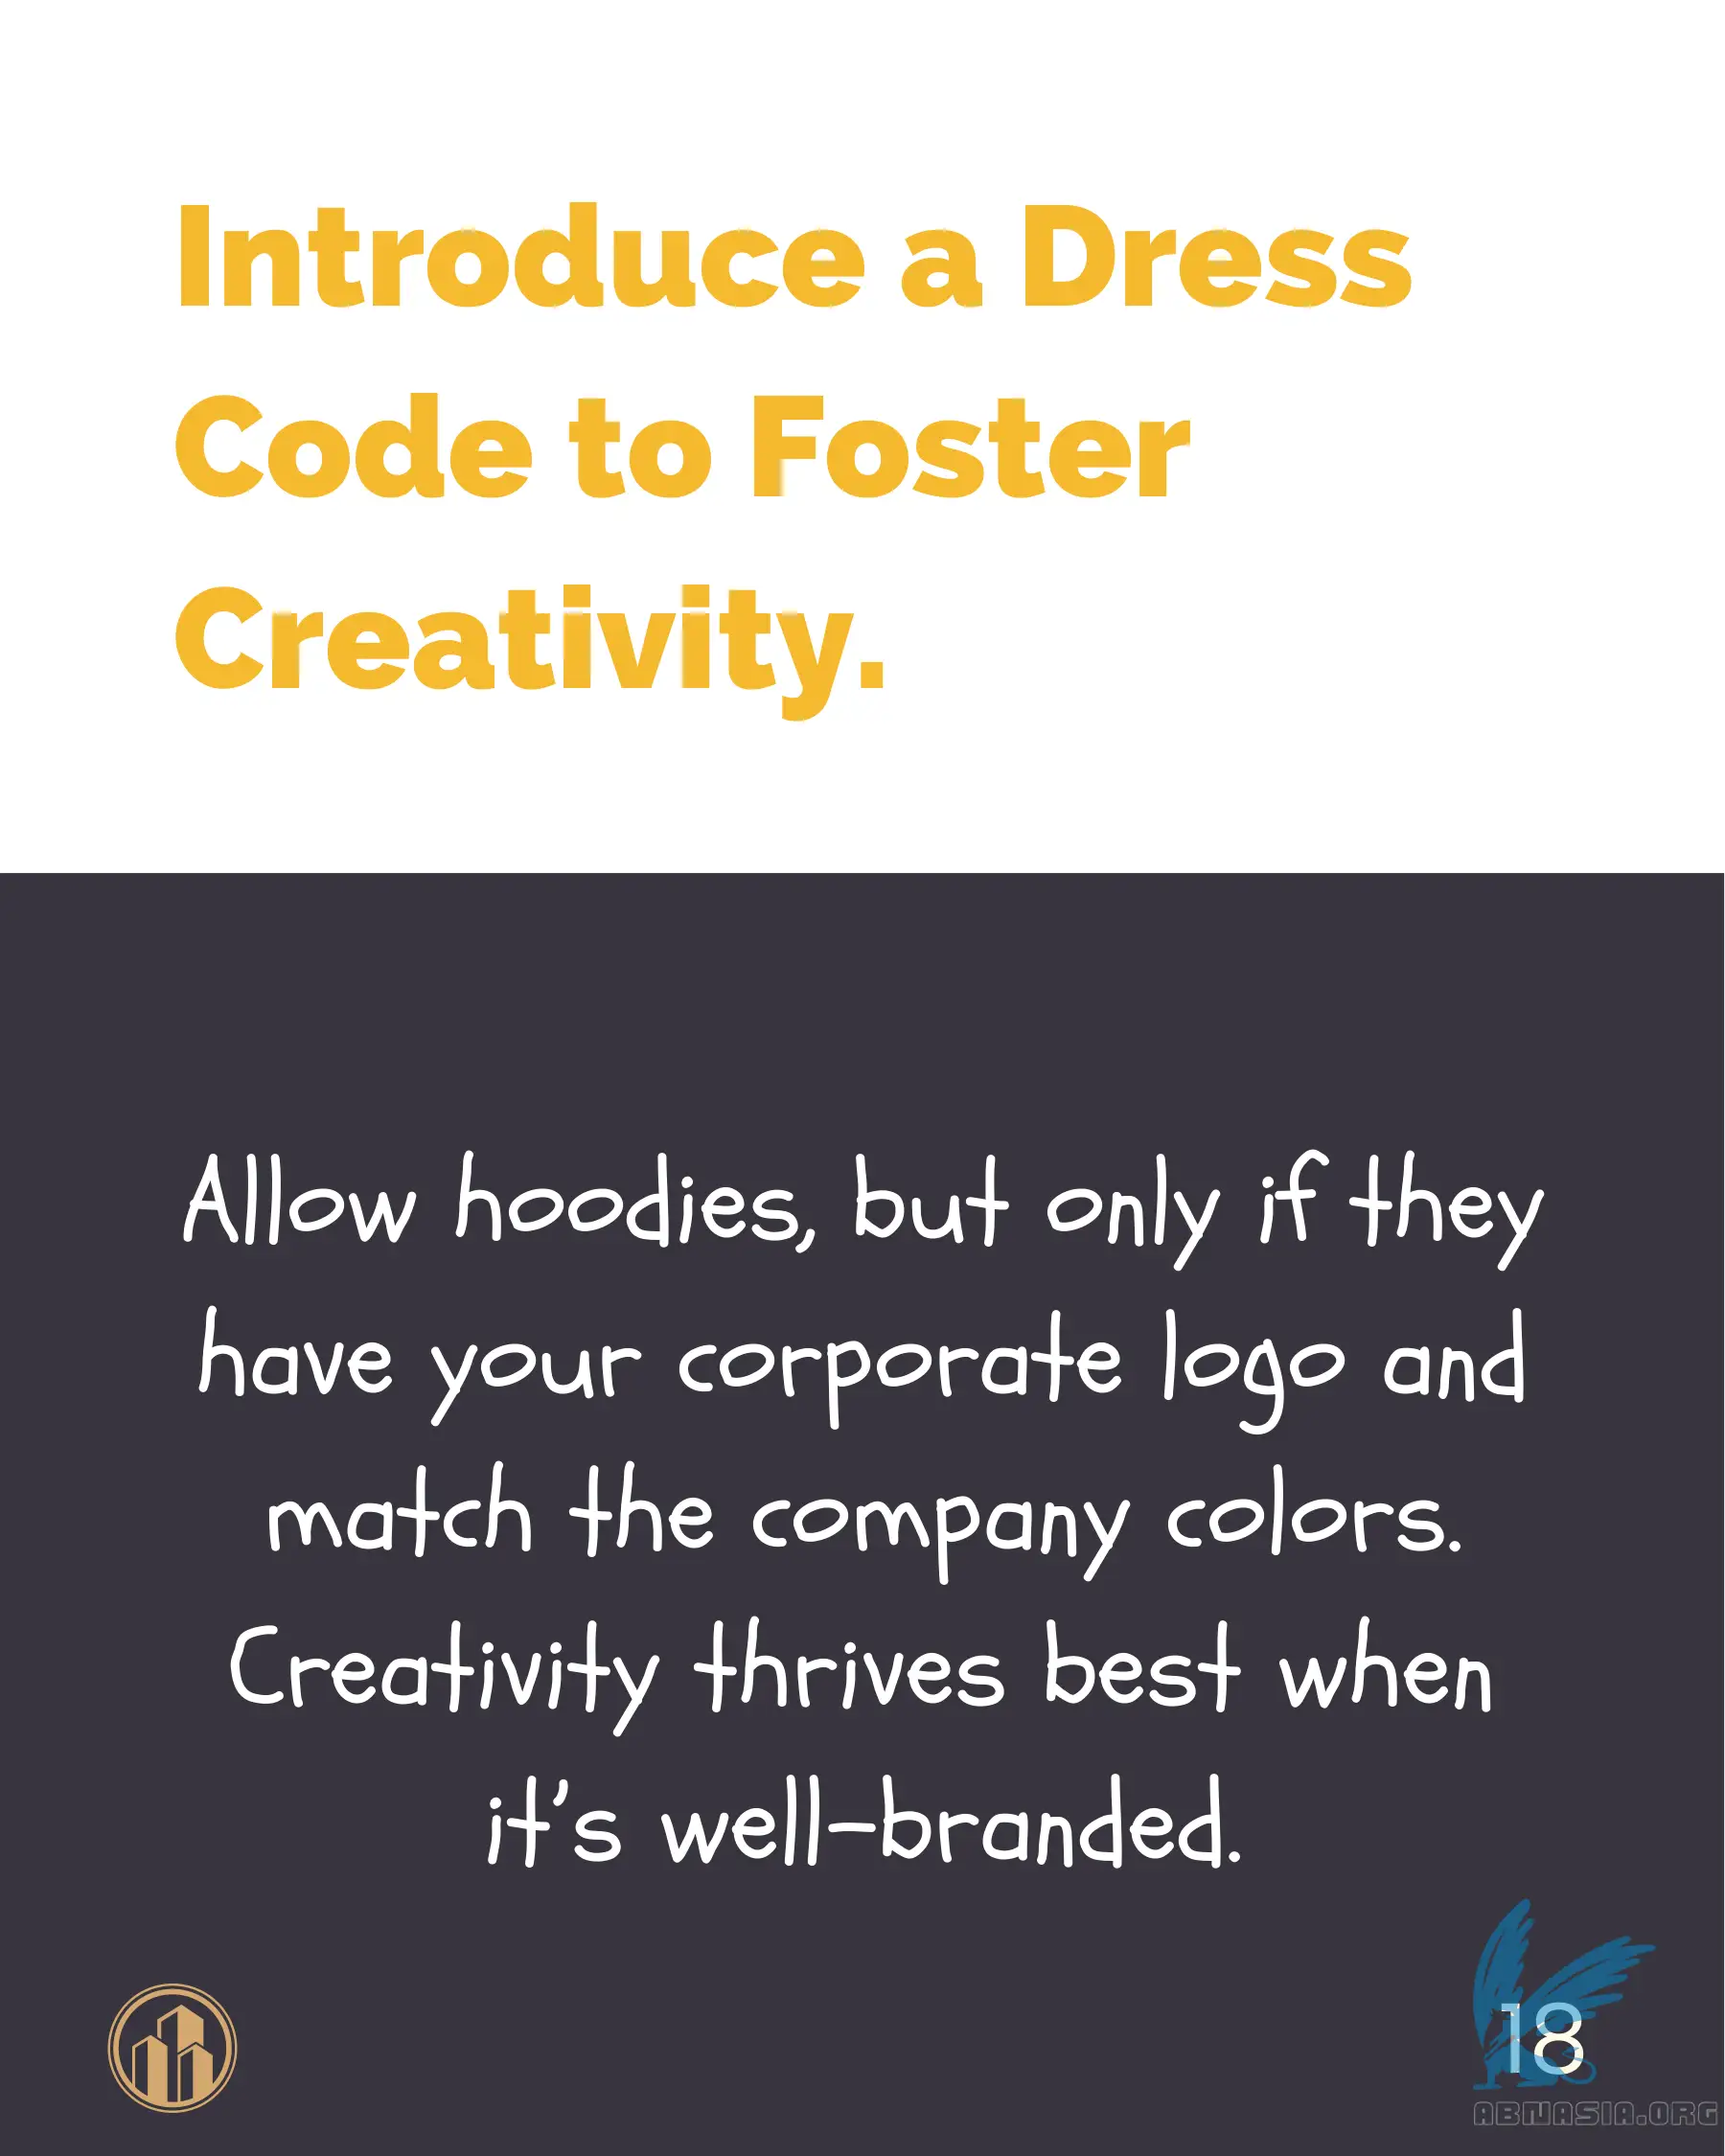 Introduce a Dress
Code to Foster
Creativity.
Allow hoodies, but only if they
have your corporate logo and
match the company colors.
Creativity thrives best when
it's well-branded.
18
ABNASIA.ORG